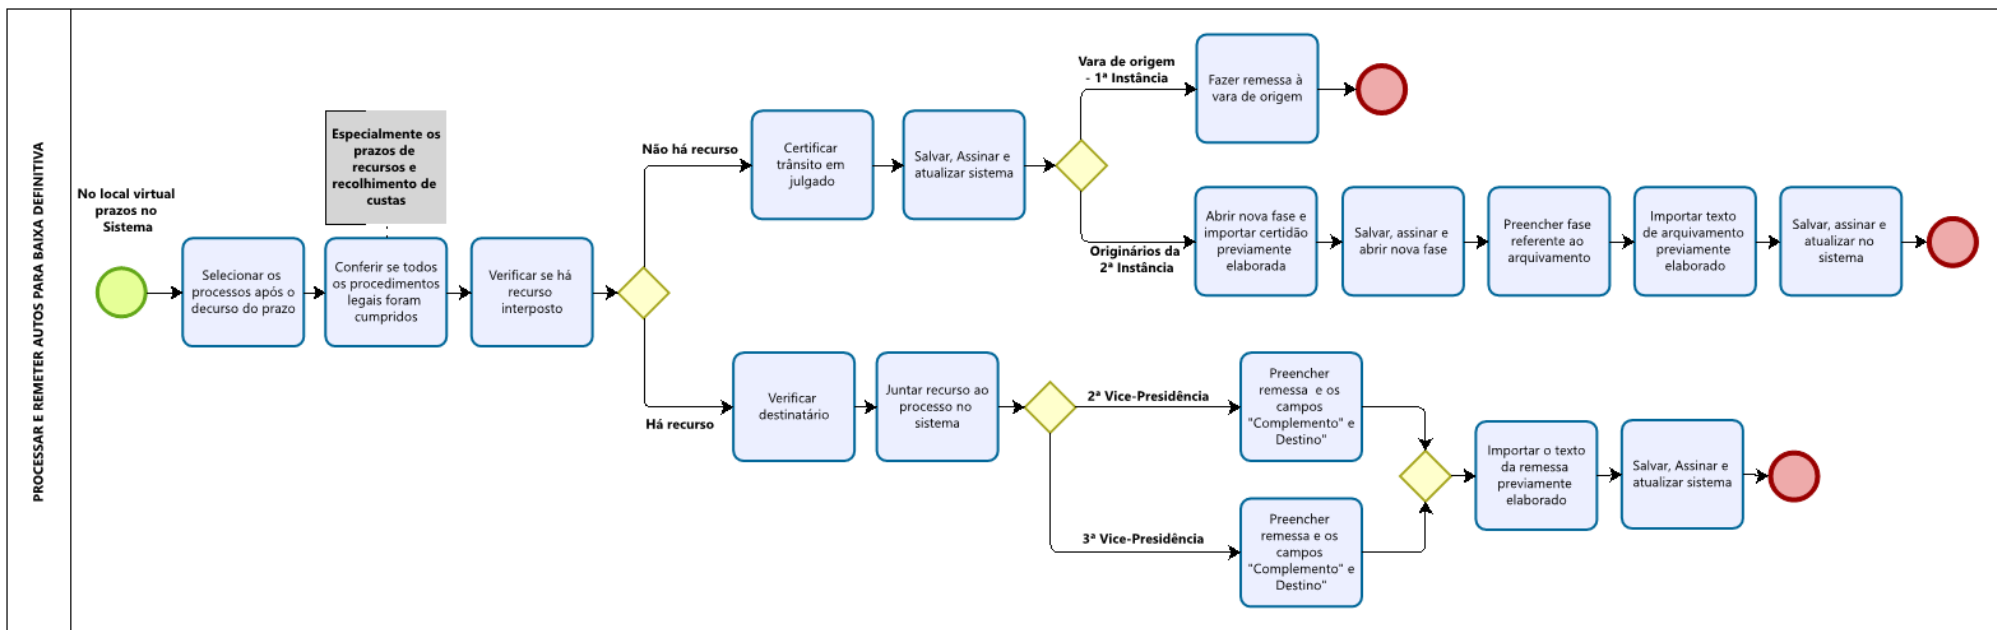 PROCESSAR E REMETER AUTOS PARA BAIXA DEFINITIVA
No local virtual
prazos no
Sistema
Selecionar os
processos após o
decurso do prazo
Especialmente os
prazos de
recursos e
recolhimento de
custas
Conferir se todos
os procedimentos
legais foram
cumpridos
Verificar se há
recurso
interposto
Não há recurso
Certificar
trânsito em
julgado
Salvar, Assinar e
atualizar sistema
Vara de origem
- 1ª Instância
Fazer remessa à
vara de origem
Originários da
2ª Instância
Abrir nova fase e
importar certidão
previamente
elaborada
Salvar, assinar e
abrir nova fase
Preencher fase
referente ao
arquivamento
Importar texto
de arquivamento
previamente
elaborado
Salvar, assinar e
atualizar no
sistema
Há recurso
Verificar
destinatário
Juntar recurso ao
processo no
sistema
2ª Vice-Presidência
Preencher
remessa  e os
campos
"Complemento" e
Destino"
3ª Vice-Presidência
Preencher
remessa e os
campos
"Complemento" e
Destino"
Importar o texto
da remessa
previamente
elaborado
Salvar, Assinar e
atualizar sistema